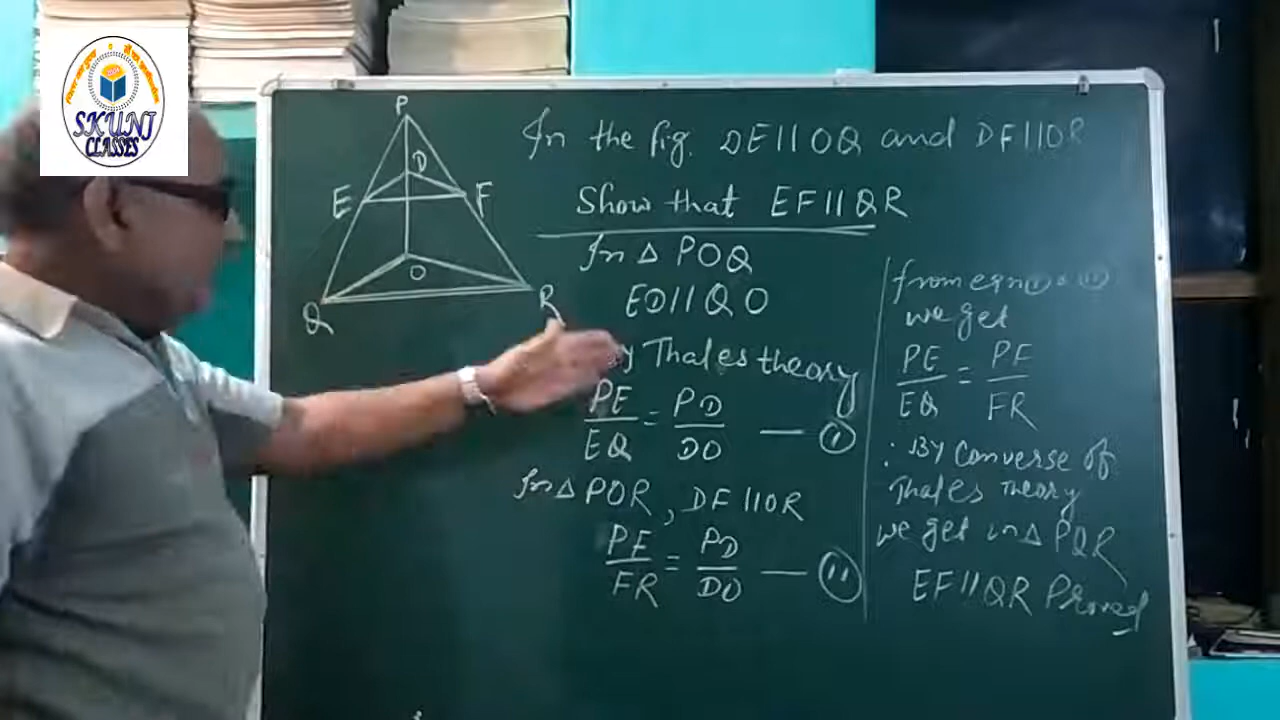 SKUNJ
CLASSES
P
D
E
F
O
Q
R
In the fig. DE||OQ and DF||OR
Show that EF||QR
In △ POQ
ED||QO
By Thales theory
PE/EQ = PD/DO — (I)
In △ POR, DF||OR
PF/FR = PD/DO — (II)
from eqn (I) & (II)
we get
PE/EQ = PF/FR
∴ By Converse of
Thales Theory
we get in △ PQR
EF||QR Proved